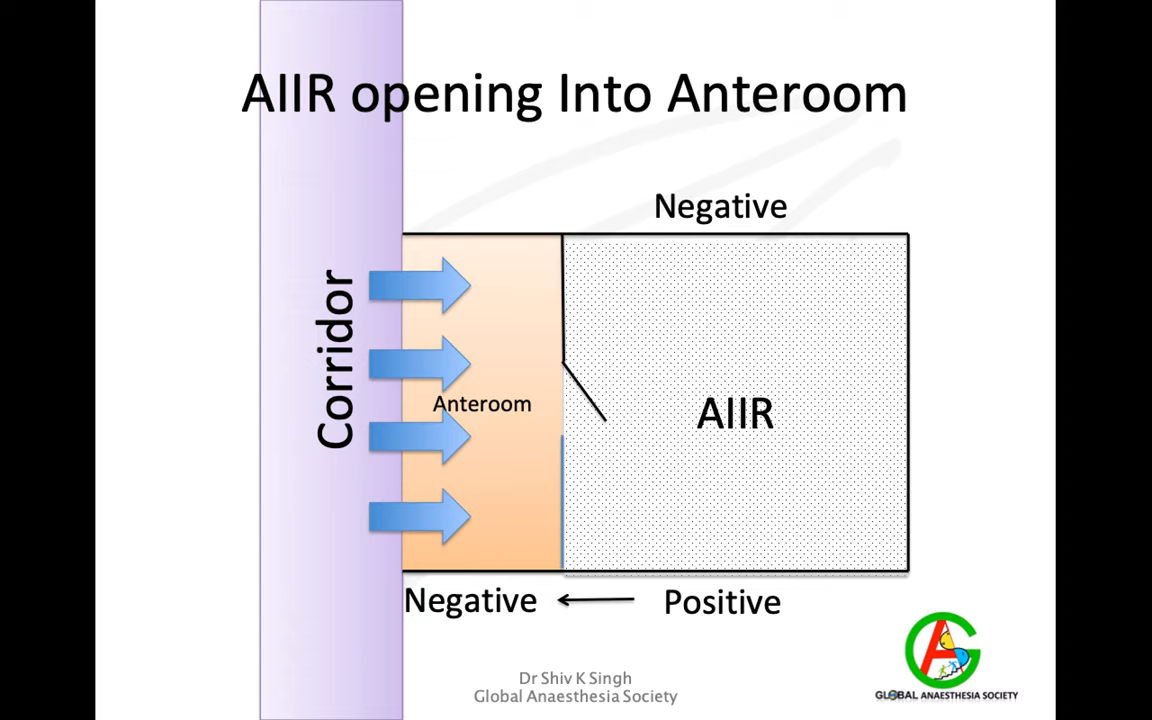 AIIR opening Into Anteroom
Negative
Corridor
Anteroom
AIIR
Negative
Positive
Dr Shiv K Singh
Global Anaesthesia Society
GLOBAL ANAESTHESIA SOCIETY